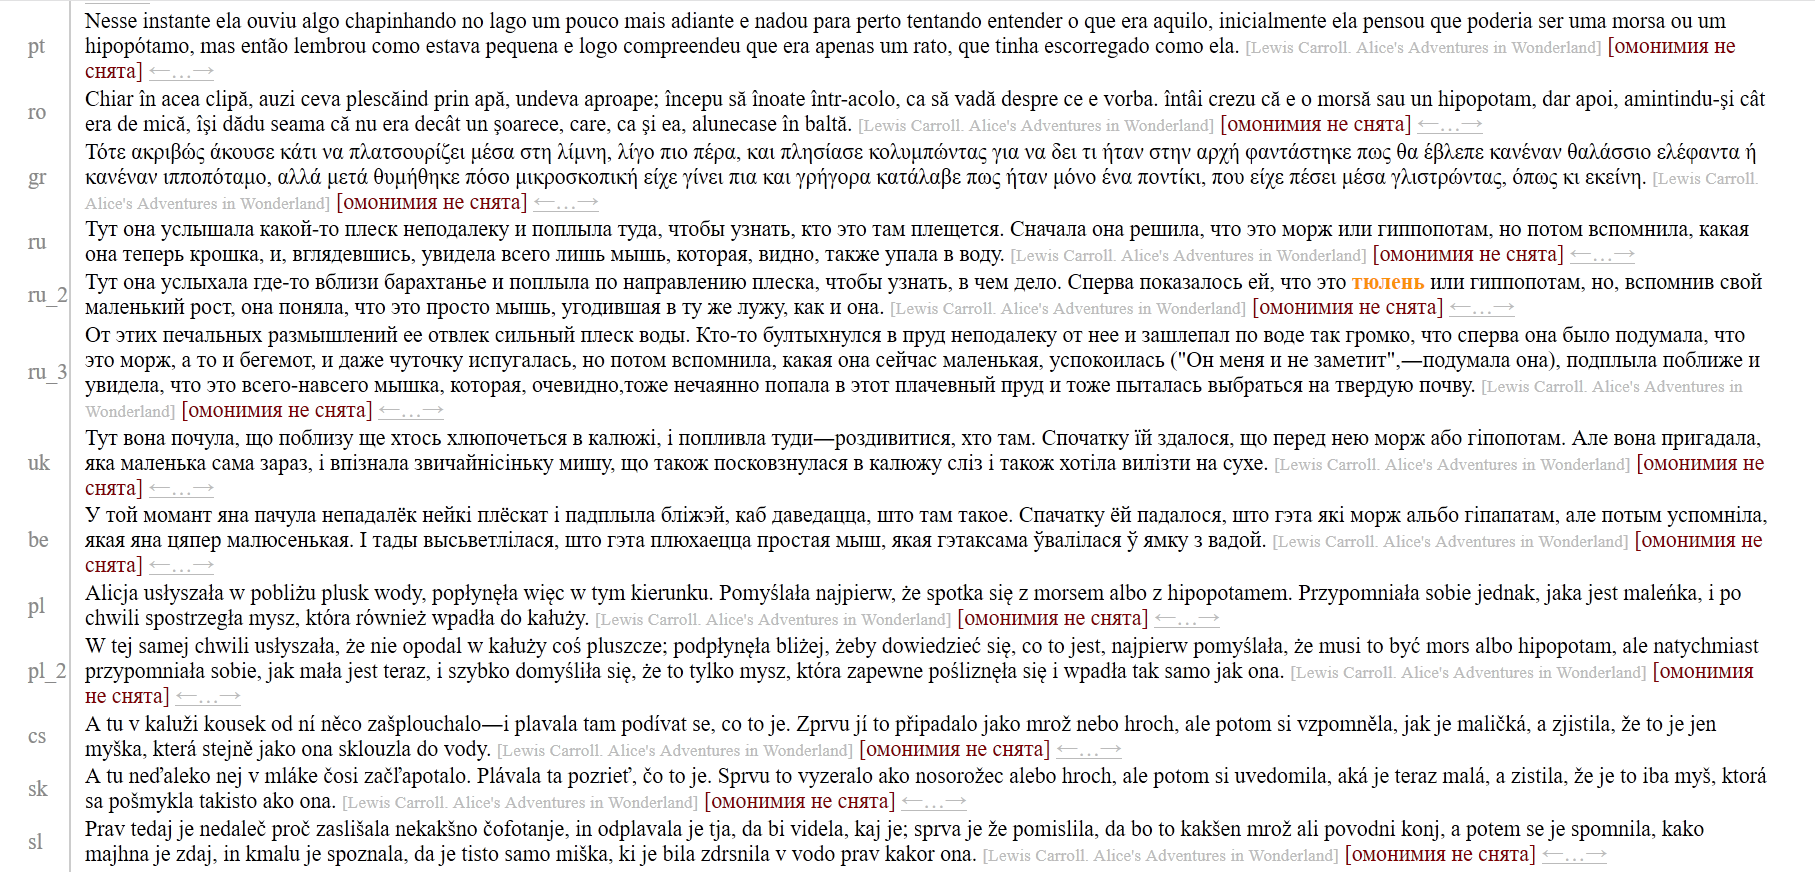 Nesse instante ela ouviu algo chapinhando no lago um pouco mais adiante e nadou para perto tentando entender o que era aquilo, inicialmente ela pensou que poderia ser uma morsa ou um
pt
hipopótamo, mas então lembrou como estava pequena e logo compreendeu que era apenas um rato, que tinha escorregado como ela. [Lewis Carroll. Alice's Adventures in Wonderland] [омонимия не
снята] ←…→
Chiar în acea clipă, auzi ceva plescăind prin apă, undeva aproape; începu să înoate într-acolo, ca să vadă despre ce e vorba. întâi crezu că e o morsă sau un hipopotam, dar apoi, amintindu-și cât
ro
era de mică, își dădu seama că nu era decât un șoarece, care, ca și ea, alunecase în baltă. [Lewis Carroll. Alice's Adventures in Wonderland] [омонимия не снята] ←…→
Τότε ακριβώς άκουσε κάτι να πλατσουρίζει μέσα στη λίμνη, λίγο πιο πέρα, και πλησίασε κολυμπώντας για να δει τι ήταν στην αρχή φαντάστηκε πως θα έβλεπε κανέναν θαλάσσιο ελέφαντα ή
gr
κανέναν ιπποπόταμο, αλλά μετά θυμήθηκε πόσο μικροσκοπική είχε γίνει πια και γρήγορα κατάλαβε πως ήταν μόνο ένα ποντίκι, που είχε πέσει μέσα γλιστρώντας, όπως κι εκείνη. [Lewis Carroll.
Alice's Adventures in Wonderland] [омонимия не снята] ←…→
Тут она услышала какой-то плеск неподалеку и поплыла туда, чтобы узнать, кто это там плещется. Сначала она решила, что это морж или гиппопотам, но потом вспомнила, какая
ru
она теперь крошка, и, вглядевшись, увидела всего лишь мышь, которая, видно, также упала в воду. [Lewis Carroll. Alice's Adventures in Wonderland] [омонимия не снята] ←…→
Тут она услыхала где-то вблизи барахтанье и поплыла по направлению плеска, чтобы узнать, в чем дело. Сперва показалось ей, что это тюлень или гиппопотам, но, вспомнив свой
ru_2
маленький рост, она поняла, что это просто мышь, угодившая в ту же лужу, как и она. [Lewis Carroll. Alice's Adventures in Wonderland] [омонимия не снята] ←…→
От этих печальных размышлений ее отвлек сильный плеск воды. Кто-то бултыхнулся в пруд неподалеку от нее и зашлепал по воде так громко, что сперва она было подумала, что
это морж, а то и бегемот, и даже чуточку испугалась, но потом вспомнила, какая она сейчас маленькая, успокоилась ("Он меня и не заметит",—подумала она), подплыла поближе и
ru_3
увидела, что это всего-навсего мышка, которая, очевидно,тоже нечаянно попала в этот плачевный пруд и тоже пыталась выбраться на твердую почву. [Lewis Carroll. Alice's Adventures in
Wonderland] [омонимия не снята] ←…→
Тут вона почула, що поблизу ще хтось хлюпочеться в калюжі, і попливла туди—роздивитися, хто там. Спочатку їй здалося, що перед нею морж або гіпопотам. Але вона пригадала,
uk
яка маленька сама зараз, і впізнала звичайнісіньку мишу, що також посковзнулася в калюжу сліз і також хотіла вилізти на сухе. [Lewis Carroll. Alice's Adventures in Wonderland] [омонимия не
снята] ←…→
У той момант яна пачула непадалёк нейкі плёскат і падплыла бліжэй, каб даведацца, што там такое. Спачатку ёй падалося, што гэта які морж альбо гіпапатам, але потым успомніла,
be
якая яна цяпер малюсенькая. І тады высьветлілася, што гэта плюхаецца простая мыш, якая гэтаксама ўвалілася ў ямку з вадой. [Lewis Carroll. Alice's Adventures in Wonderland] [омонимия не
снята] ←…→
Alicja usłyszała w pobliżu plusk wody, popłynęła więc w tym kierunku. Pomyślała najpierw, że spotka się z morsem albo z hipopotamem. Przypomniała sobie jednak, jaka jest maleńka, i po
pl
chwili spostrzegła mysz, która również wpadła do kałuży. [Lewis Carroll. Alice's Adventures in Wonderland] [омонимия не снята] ←…→
W tej samej chwili usłyszała, że nie opodal w kałuży coś pluszcze; podpłynęła bliżej, żeby dowiedzieć się, co to jest, najpierw pomyślała, że musi to być mors albo hipopotam, ale natychmiast
pl_2
przypomniała sobie, jak mała jest teraz, i szybko domyśliła się, że to tylko mysz, która zapewne pośliznęła się i wpadła tak samo jak ona. [Lewis Carroll. Alice's Adventures in Wonderland] [омонимия
не снята] ←…→
A tu v kaluži kousek od ní něco zašplouchalo—i plavala tam podívat se, co to je. Zprvu jí to připadalo jako mrož nebo hroch, ale potom si vzpomněla, jak je maličká, a zjistila, že to je jen
cs
myška, která stejně jako ona sklouzla do vody. [Lewis Carroll. Alice's Adventures in Wonderland] [омонимия не снята] ←…→
A tu neďaleko nej v mláke čosi začľapotalo. Plávala ta pozrieť, čo to je. Sprvu to vyzeralo ako nosorožec alebo hroch, ale potom si uvedomila, aká je teraz malá, a zistila, že je to iba myš, ktorá
sk
sa pošmykla takisto ako ona. [Lewis Carroll. Alice's Adventures in Wonderland] [омонимия не снята] ←…→
Prav tedaj je nedaleč proč zaslišala nekakšno čofotanje, in odplavala je tja, da bi videla, kaj je; sprva je že pomislila, da bo to kakšen mrož ali povodni konj, a potem se je spomnila, kako
sl
majhna je zdaj, in kmalu je spoznala, da je tisto samo miška, ki je bila zdrsnila v vodo prav kakor ona. [Lewis Carroll. Alice's Adventures in Wonderland] [омонимия не снята] ←…→